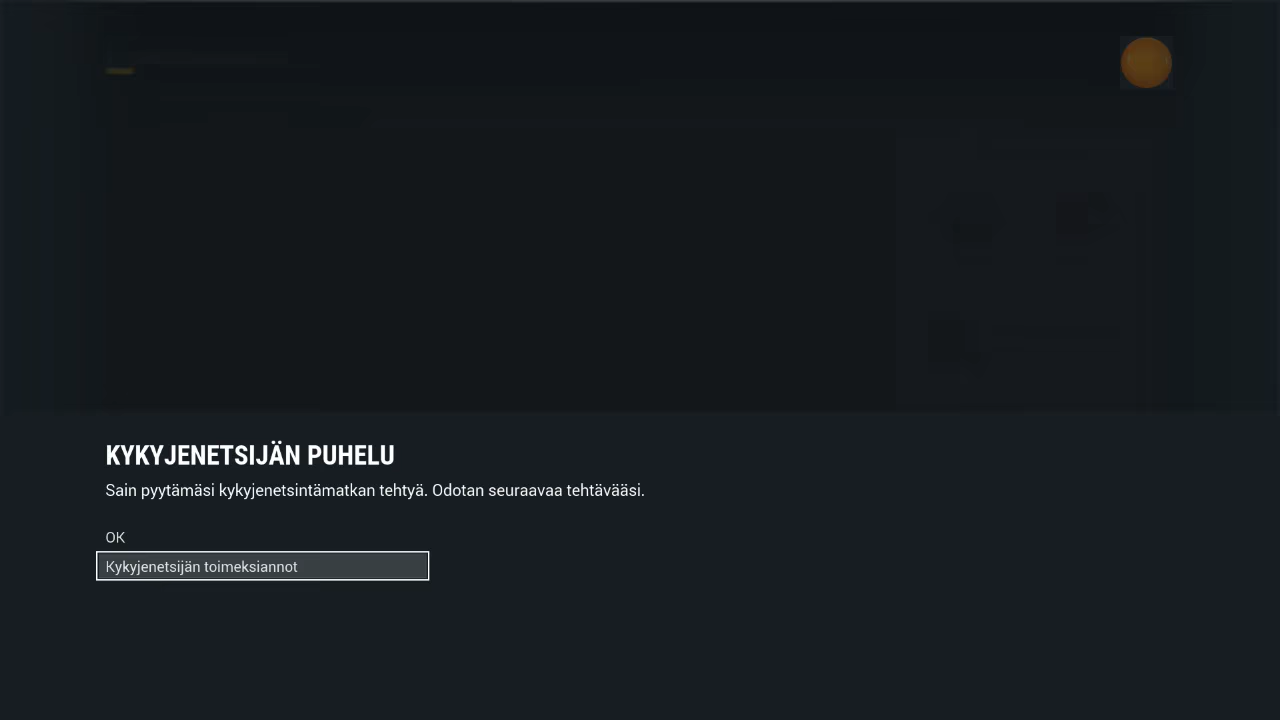 KYKYJENETSIJÄN PUHELU
Sain pyytämäsi kykyjenetsintämatkan tehtyä. Odotan seuraavaa tehtävääsi.
OK
Kykyjenetsijän toimeksiannot